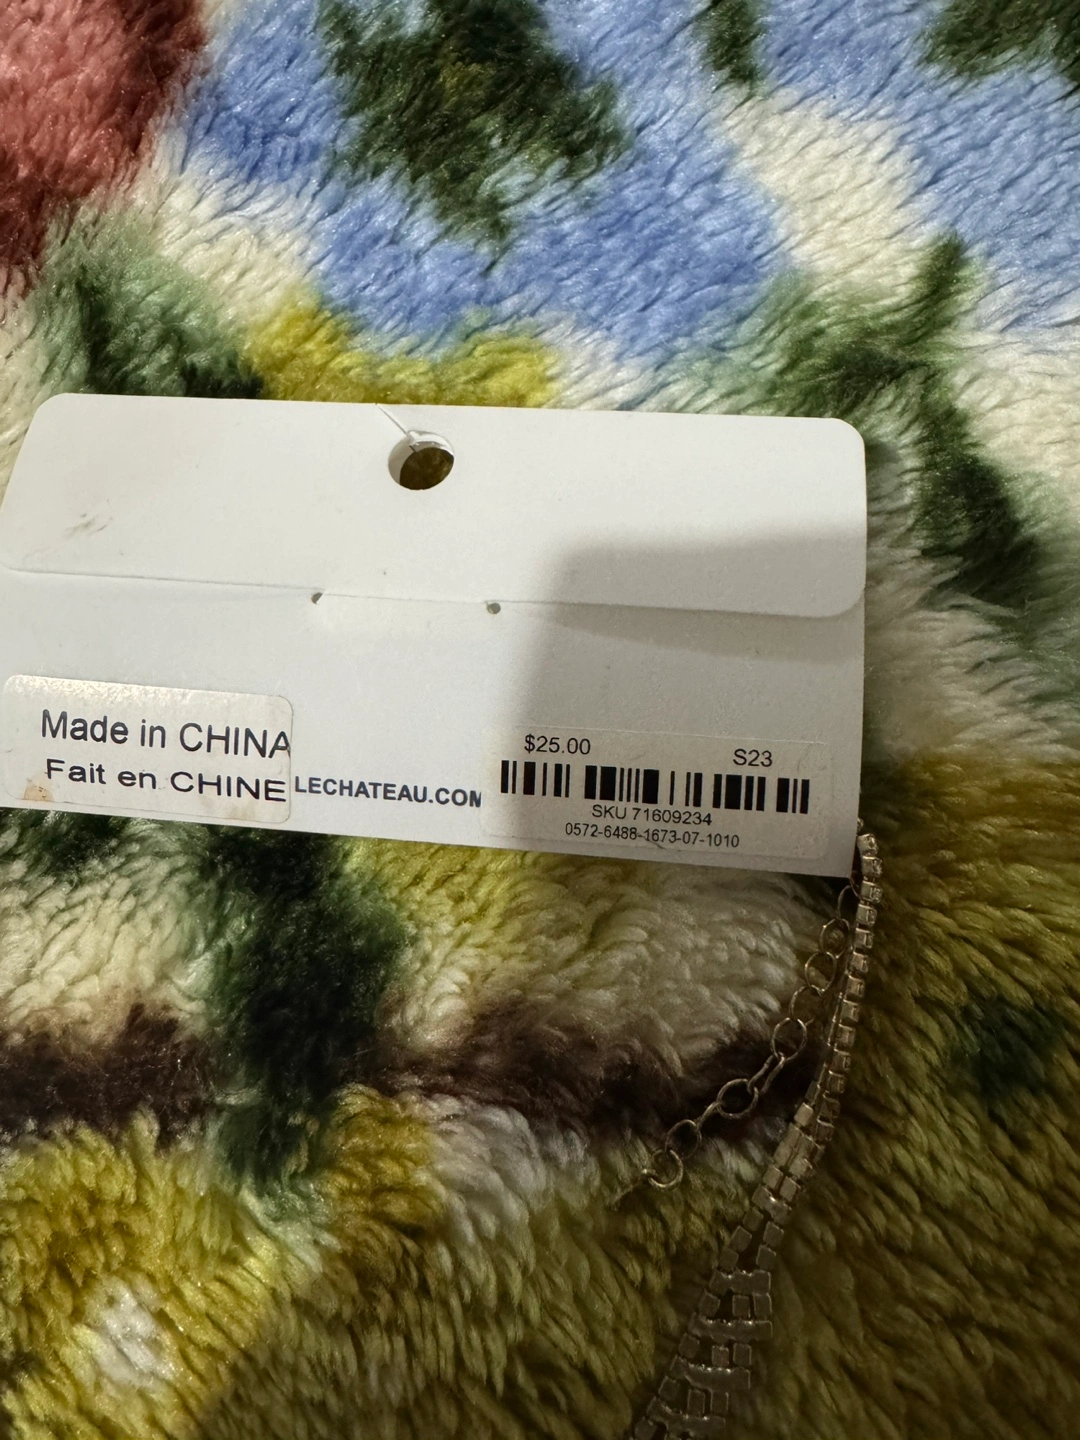 Made in CHINA
Fait en CHINE
LECHATEAU.COM
$25.00 S23
SKU 71609234
0572-6488-1673-07-1010